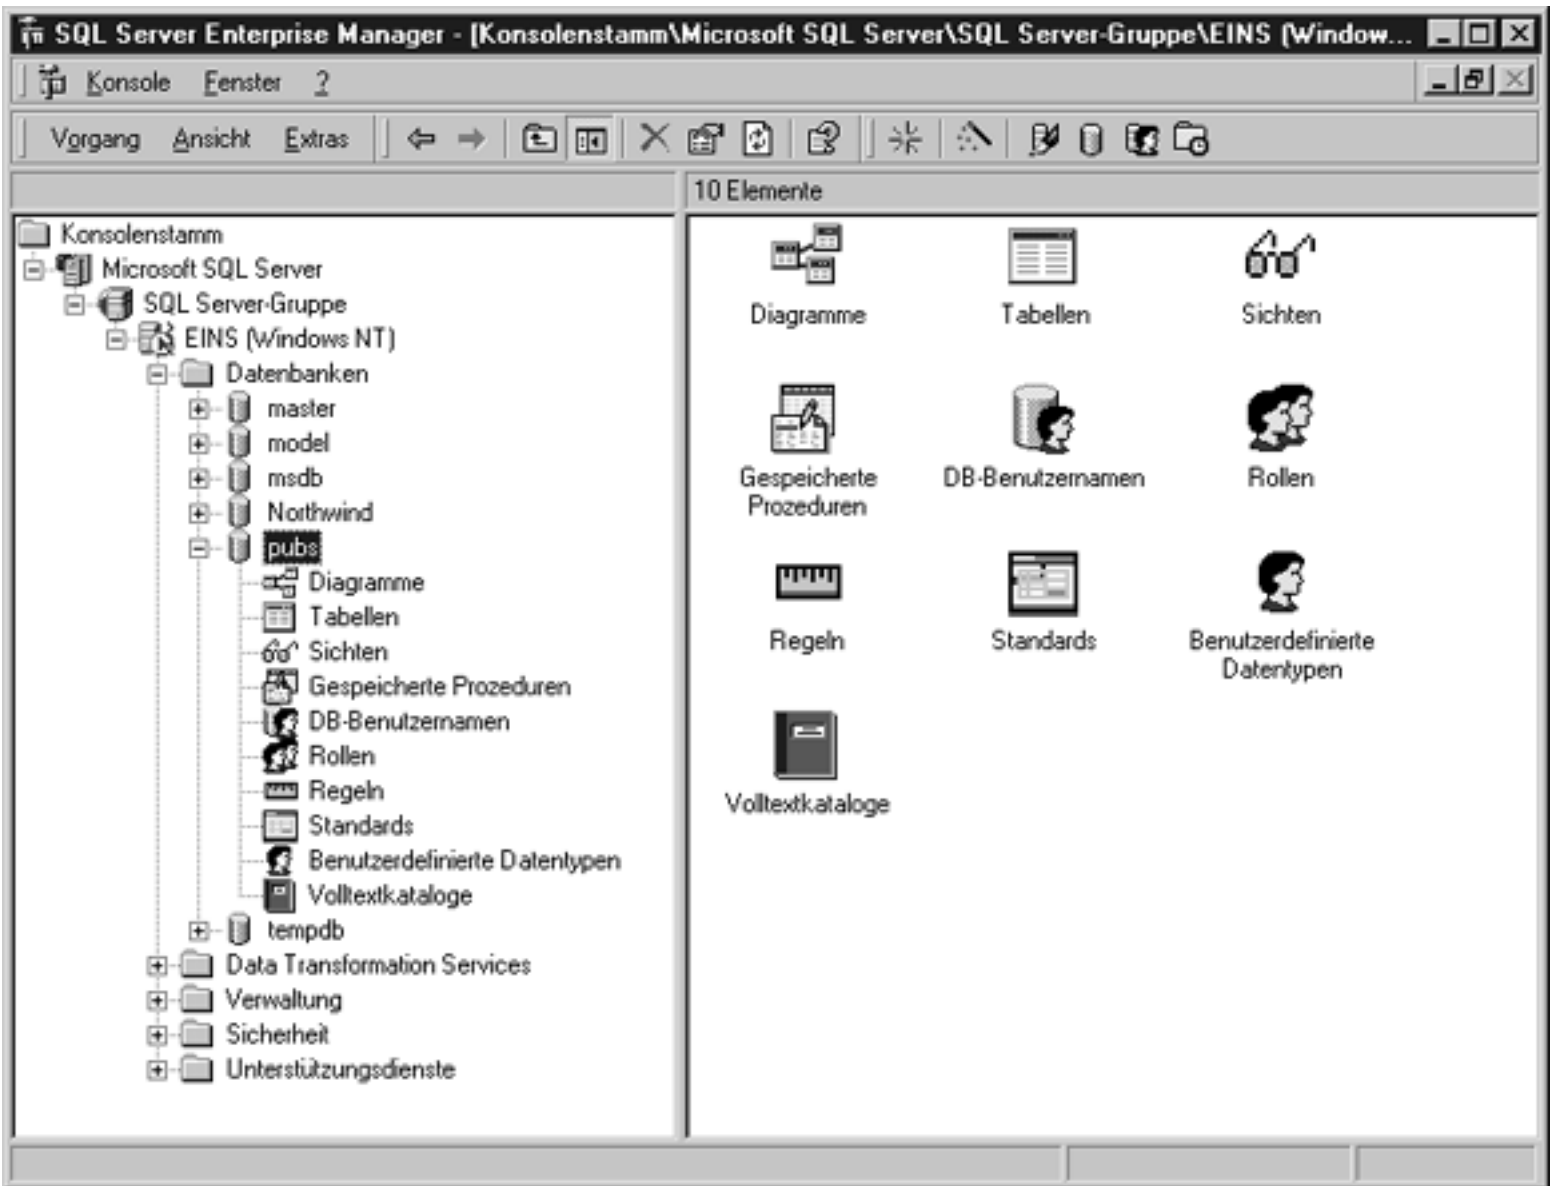 SQL Server Enterprise Manager - [Konsolenstamm\Microsoft SQL Server\SQL Server-Gruppe\EINS (Window...
Konsole Fenster ?
Vorgang Ansicht Extras
10 Elemente
Konsolenstamm
Microsoft SQL Server
SQL Server-Gruppe
EINS (Windows NT)
Datenbanken
master
model
msdb
Northwind
pubs
Diagramme
Tabellen
Sichten
Gespeicherte Prozeduren
DB-Benutzernamen
Rollen
Regeln
Standards
Benutzerdefinierte Datentypen
Volltextkataloge
tempdb
Data Transformation Services
Verwaltung
Sicherheit
Unterstützungsdienste
Diagramme
Tabellen
Sichten
Gespeicherte
Prozeduren
DB-Benutzernamen
Rollen
Regeln
Standards
Benutzerdefinierte
Datentypen
Volltextkataloge